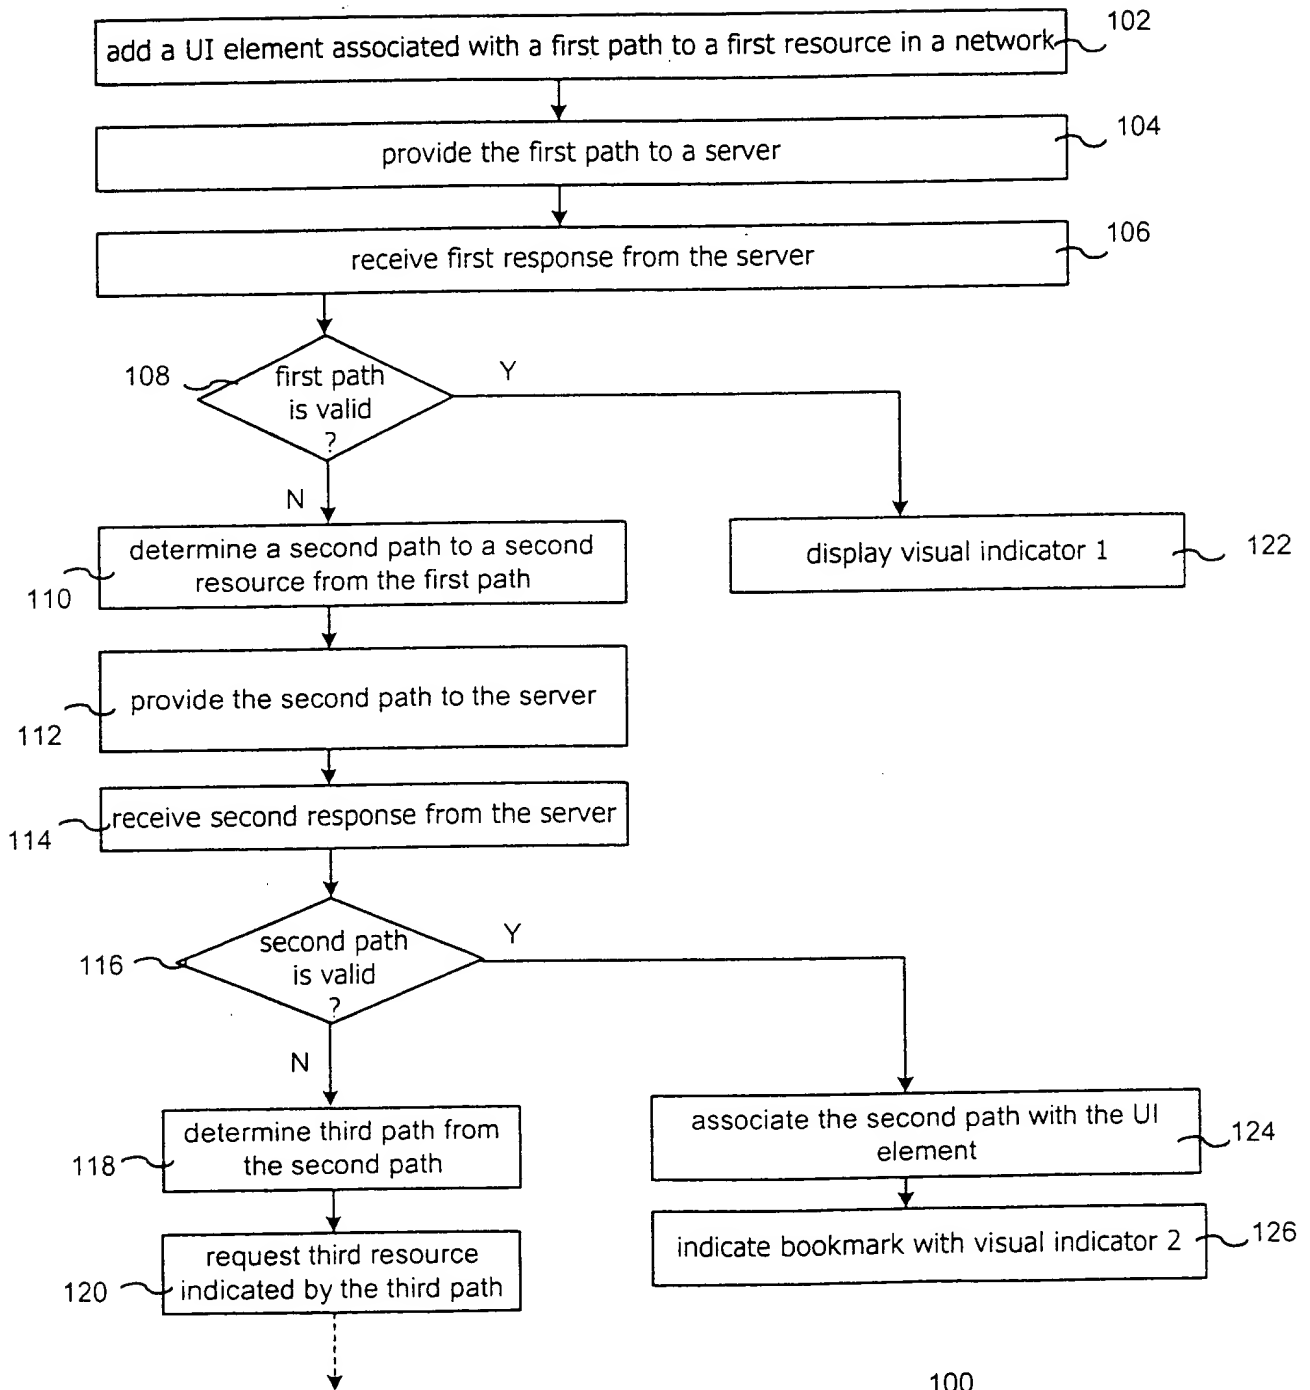 add a UI element associated with a first path to a first resource in a network
102
provide the first path to a server
104
receive first response from the server
106
108
first path
is valid
?
Y
N
determine a second path to a second
resource from the first path
110
display visual indicator 1
122
provide the second path to the server
112
receive second response from the server
114
116
second path
is valid
?
Y
N
determine third path from
the second path
118
associate the second path with the UI
element
124
request third resource
indicated by the third path
120
indicate bookmark with visual indicator 2
126
100